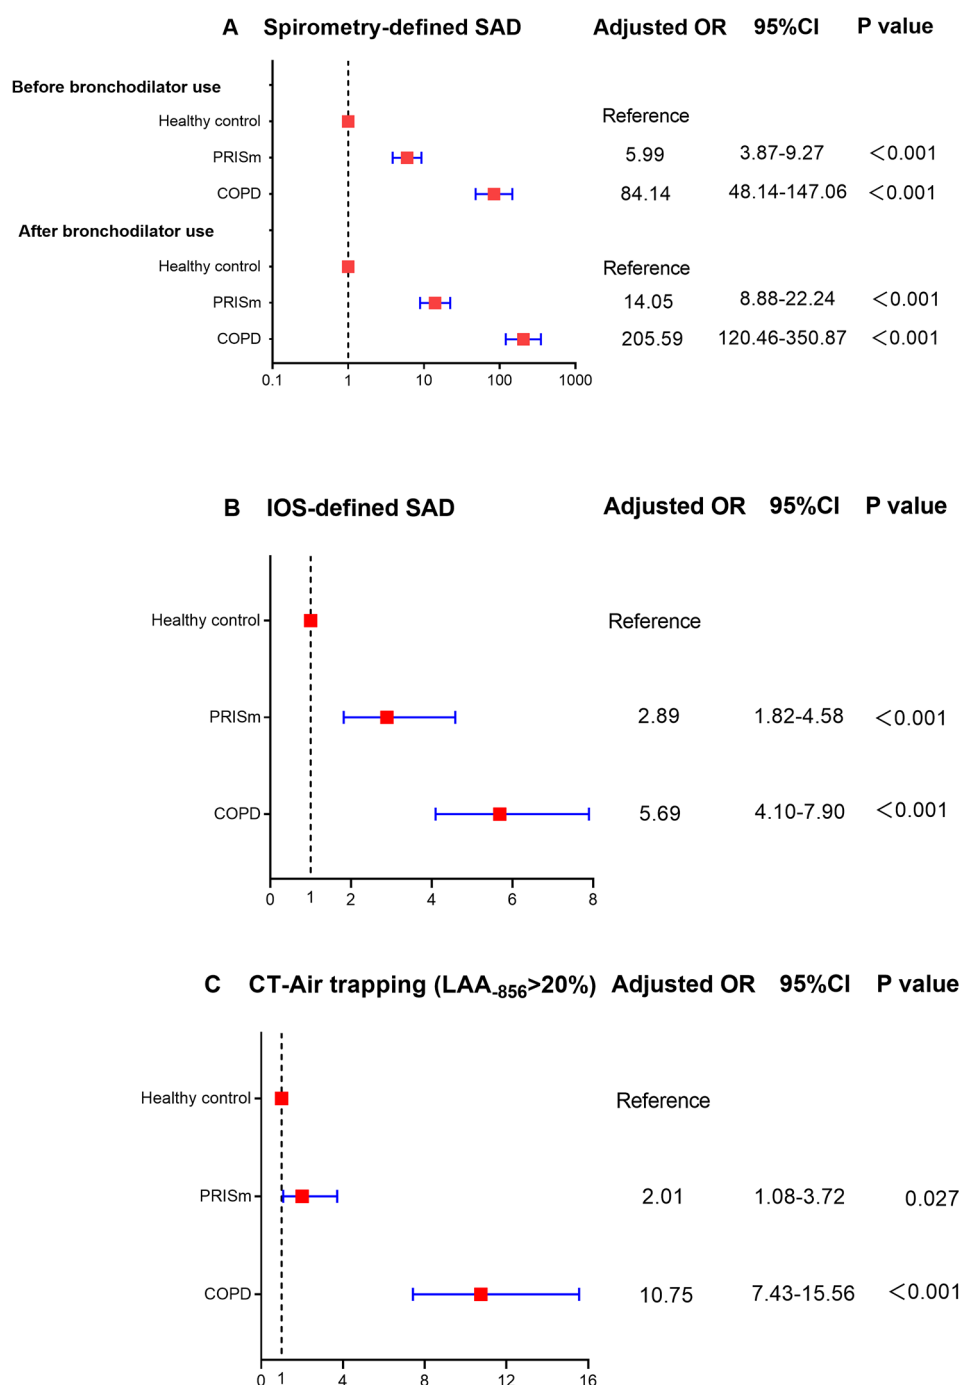 A Spirometry-defined SAD Adjusted OR 95%CI P value
Before bronchodilator use
Healthy control Reference
PRISm 5.99 3.87-9.27 <0.001
COPD 84.14 48.14-147.06 <0.001
After bronchodilator use
Healthy control Reference
PRISm 14.05 8.88-22.24 <0.001
COPD 205.59 120.46-350.87 <0.001
0.1 1 10 100 1000
B IOS-defined SAD Adjusted OR 95%CI P value
Healthy control Reference
PRISm 2.89 1.82-4.58 <0.001
COPD 5.69 4.10-7.90 <0.001
0 1 2 4 6 8
C CT-Air trapping (LAA-856>20%) Adjusted OR 95%CI P value
Healthy control Reference
PRISm 2.01 1.08-3.72 0.027
COPD 10.75 7.43-15.56 <0.001
0 1 4 8 12 16